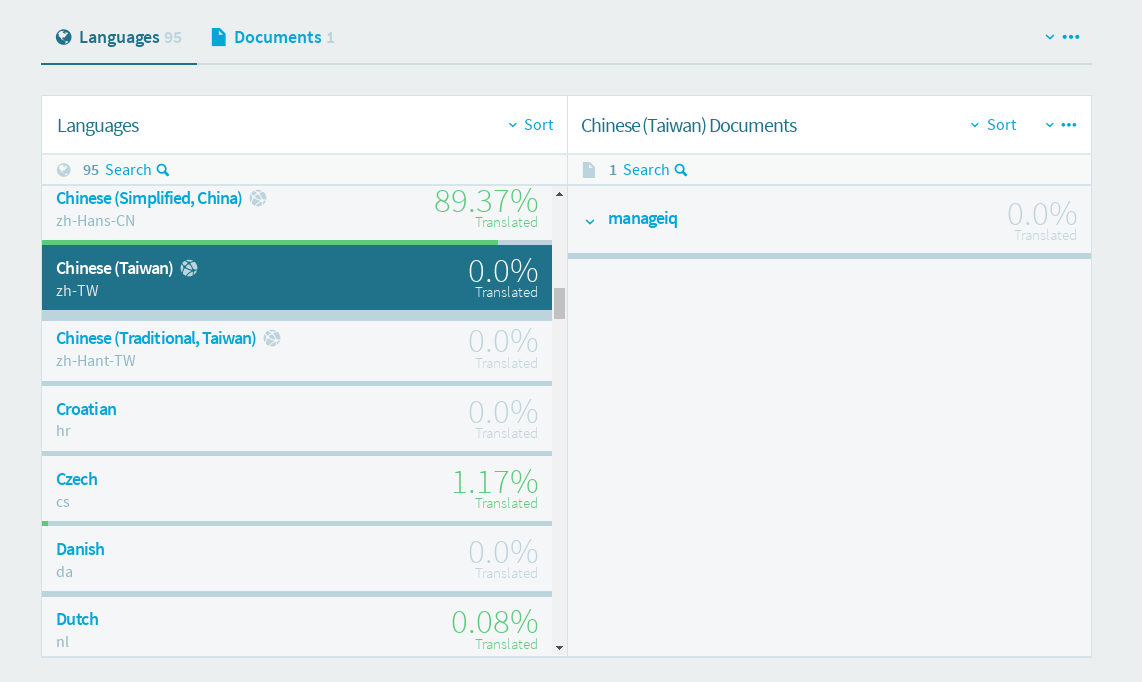 Languages 95 Documents 1
Languages Sort
95 Search
Chinese (Simplified, China) 89.37%
zh-Hans-CN Translated
Chinese (Taiwan) 0.0%
zh-TW Translated
Chinese (Traditional, Taiwan) 0.0%
zh-Hant-TW Translated
Croatian 0.0%
hr Translated
Czech 1.17%
cs Translated
Danish 0.0%
da Translated
Dutch 0.08%
nl Translated
Chinese (Taiwan) Documents Sort
1 Search
manageiq 0.0%
Translated